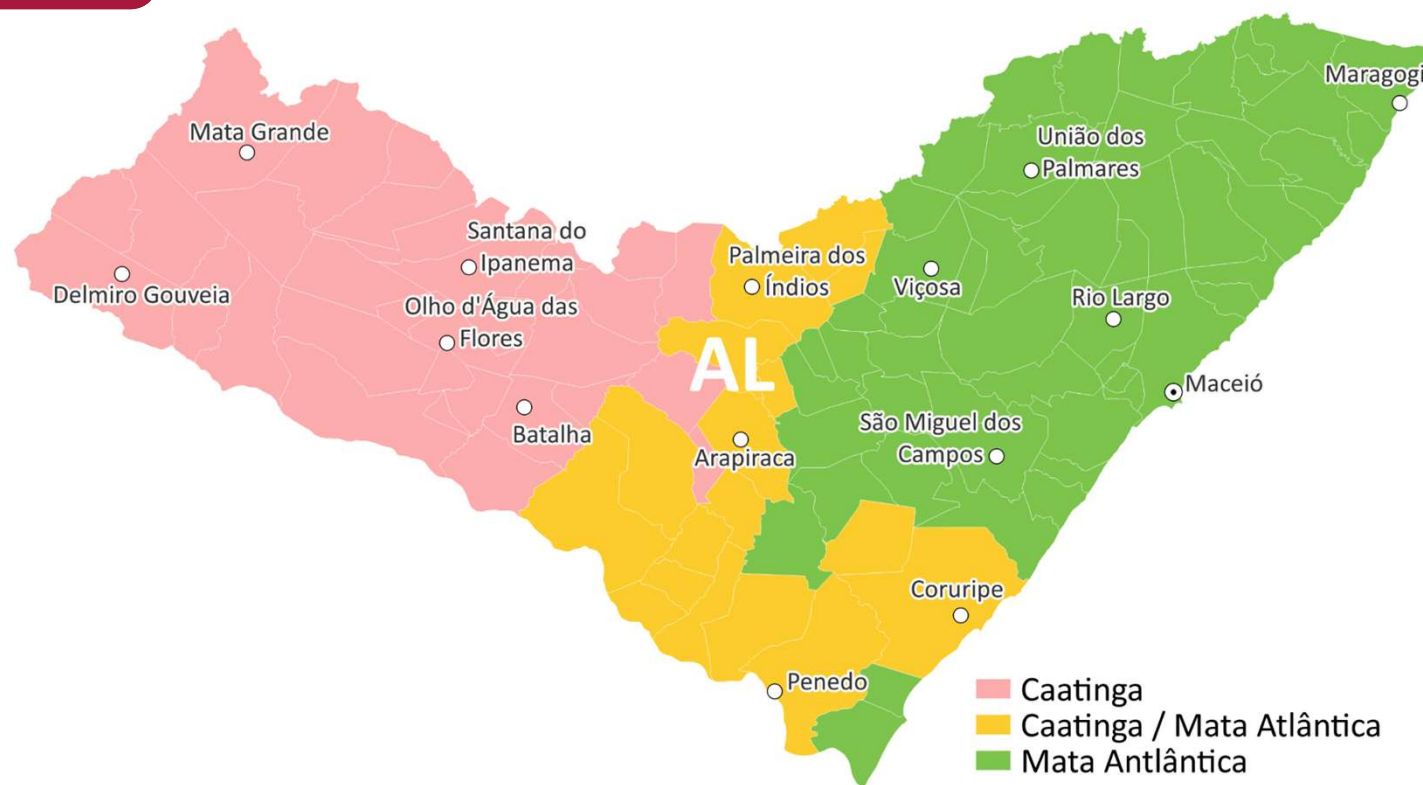 Maragogi
Mata Grande
União dos
Palmares
Santana do
Ipanema
Palmeira dos
Índios
Viçosa
Delmiro Gouveia
Olho d'Água das
Flores
Rio Largo
AL
Maceió
Batalha
São Miguel dos
Campos
Arapiraca
Coruripe
Penedo
Caatinga
Caatinga / Mata Atlântica
Mata Antlântica